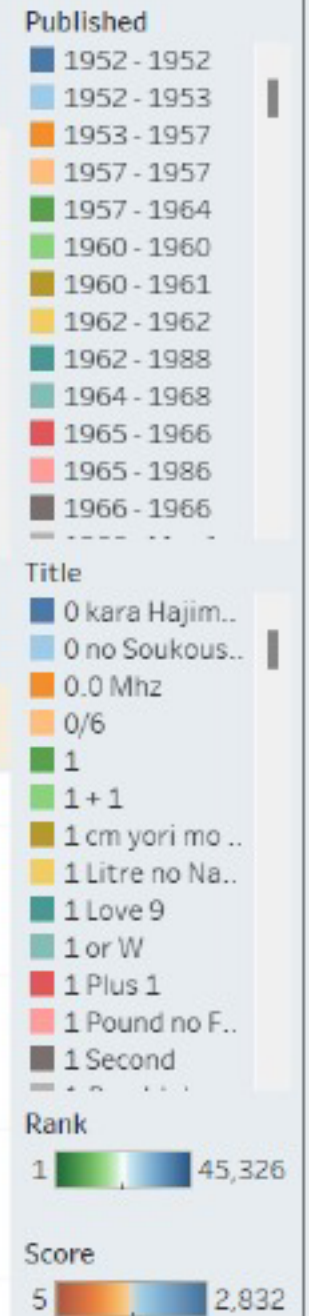 Published
1952 - 1952
1952 - 1953
1953 - 1957
1957 - 1957
1957 - 1964
1960 - 1960
1960 - 1961
1962 - 1962
1962 - 1988
1964 - 1968
1965 - 1966
1965 - 1986
1966 - 1966
Title
0 kara Hajim..
0 no Soukous..
0.0 Mhz
0/6
1
1 + 1
1 cm yori mo ..
1 Litre no Na..
1 Love 9
1 or W
1 Plus 1
1 Pound no F..
1 Second
Rank
1 45,326
Score
5 2,832